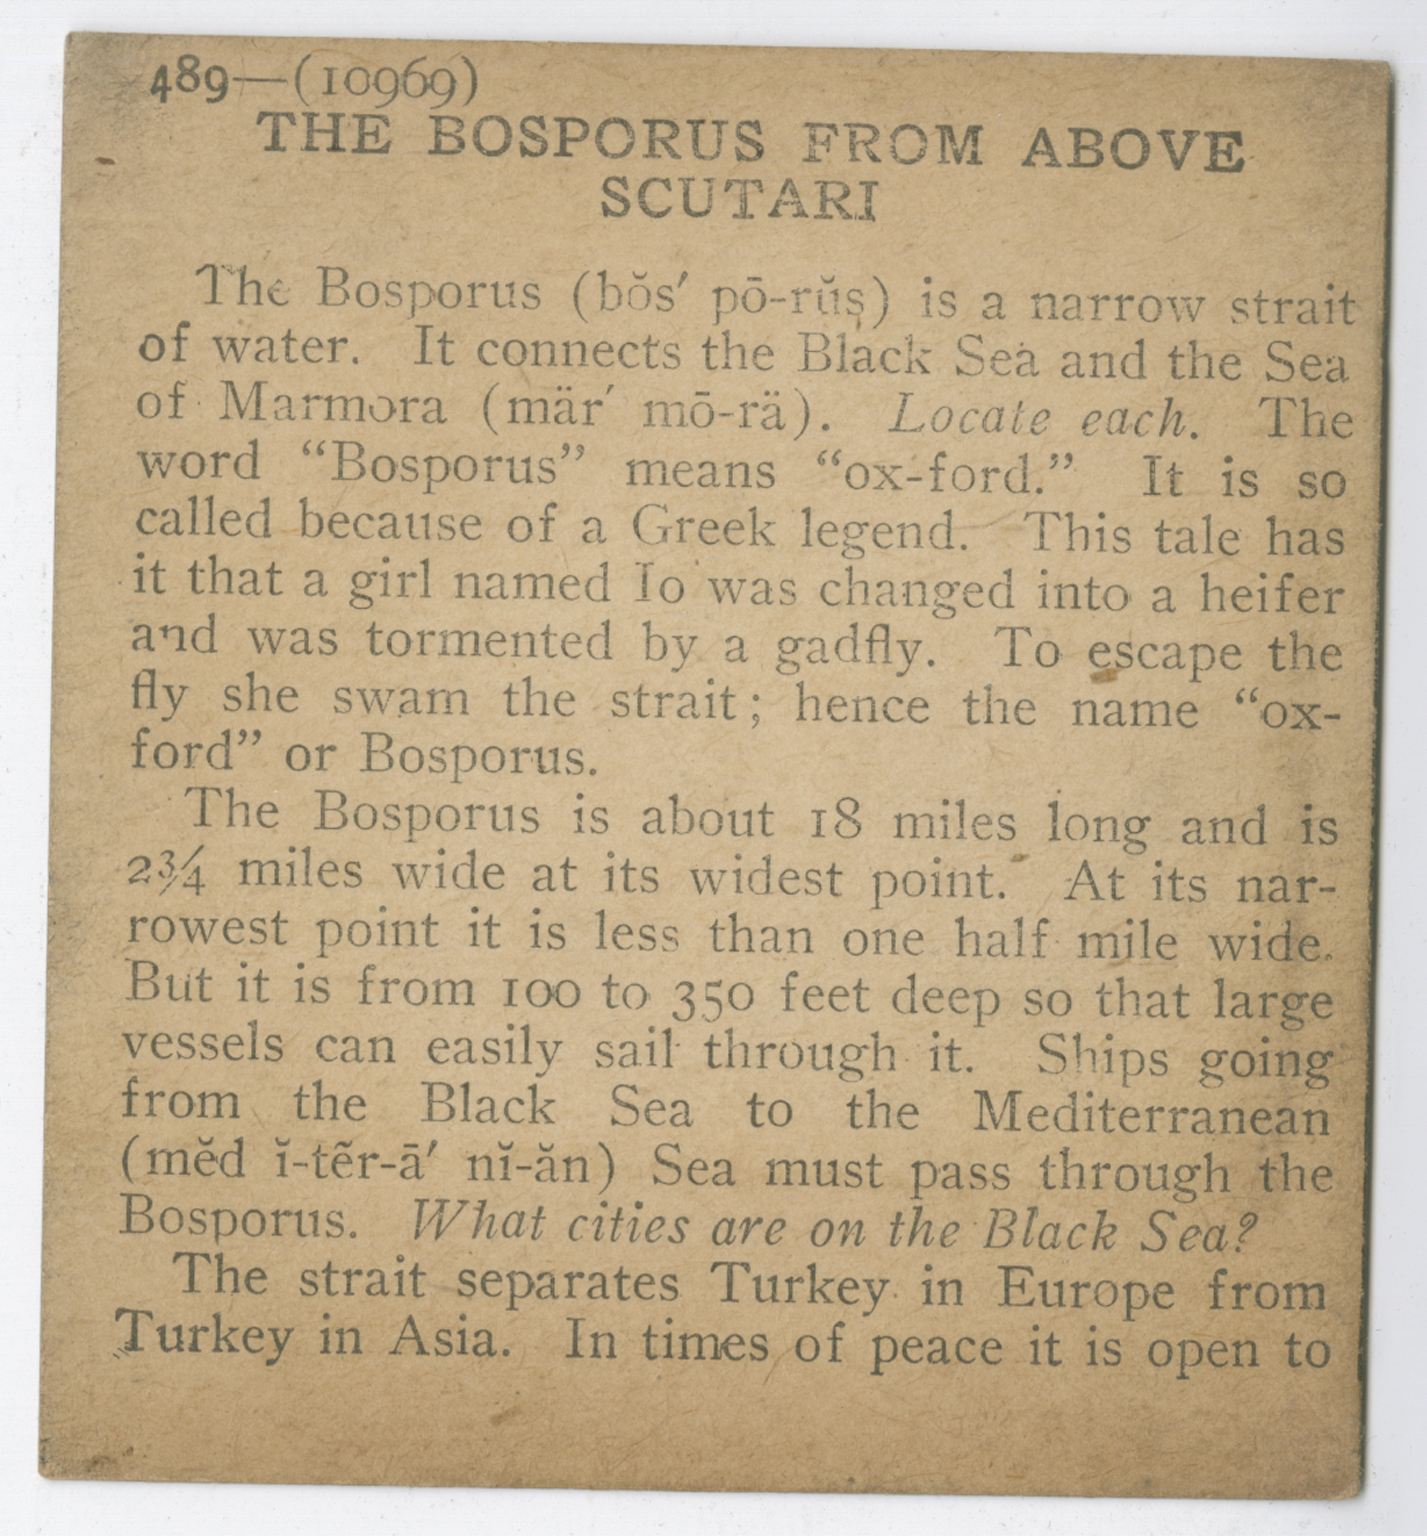 489—(10969)
THE BOSPORUS FROM ABOVE
SCUTARI
The Bosporus (bŏs′ pō-rŭs) is a narrow strait
of water. It connects the Black Sea and the Sea
of Marmora (mär′ mō-rä). Locate each. The
word “Bosporus” means “ox-ford.” It is so
called because of a Greek legend. This tale has
it that a girl named Io was changed into a heifer
and was tormented by a gadfly. To escape the
fly she swam the strait; hence the name “ox-
ford” or Bosporus.
The Bosporus is about 18 miles long and is
2¾ miles wide at its widest point. At its nar-
rowest point it is less than one half mile wide.
But it is from 100 to 350 feet deep so that large
vessels can easily sail through it. Ships going
from the Black Sea to the Mediterranean
(mĕd ĭ-tẽr-ā′ nĭ-ăn) Sea must pass through the
Bosporus. What cities are on the Black Sea?
The strait separates Turkey in Europe from
Turkey in Asia. In times of peace it is open to